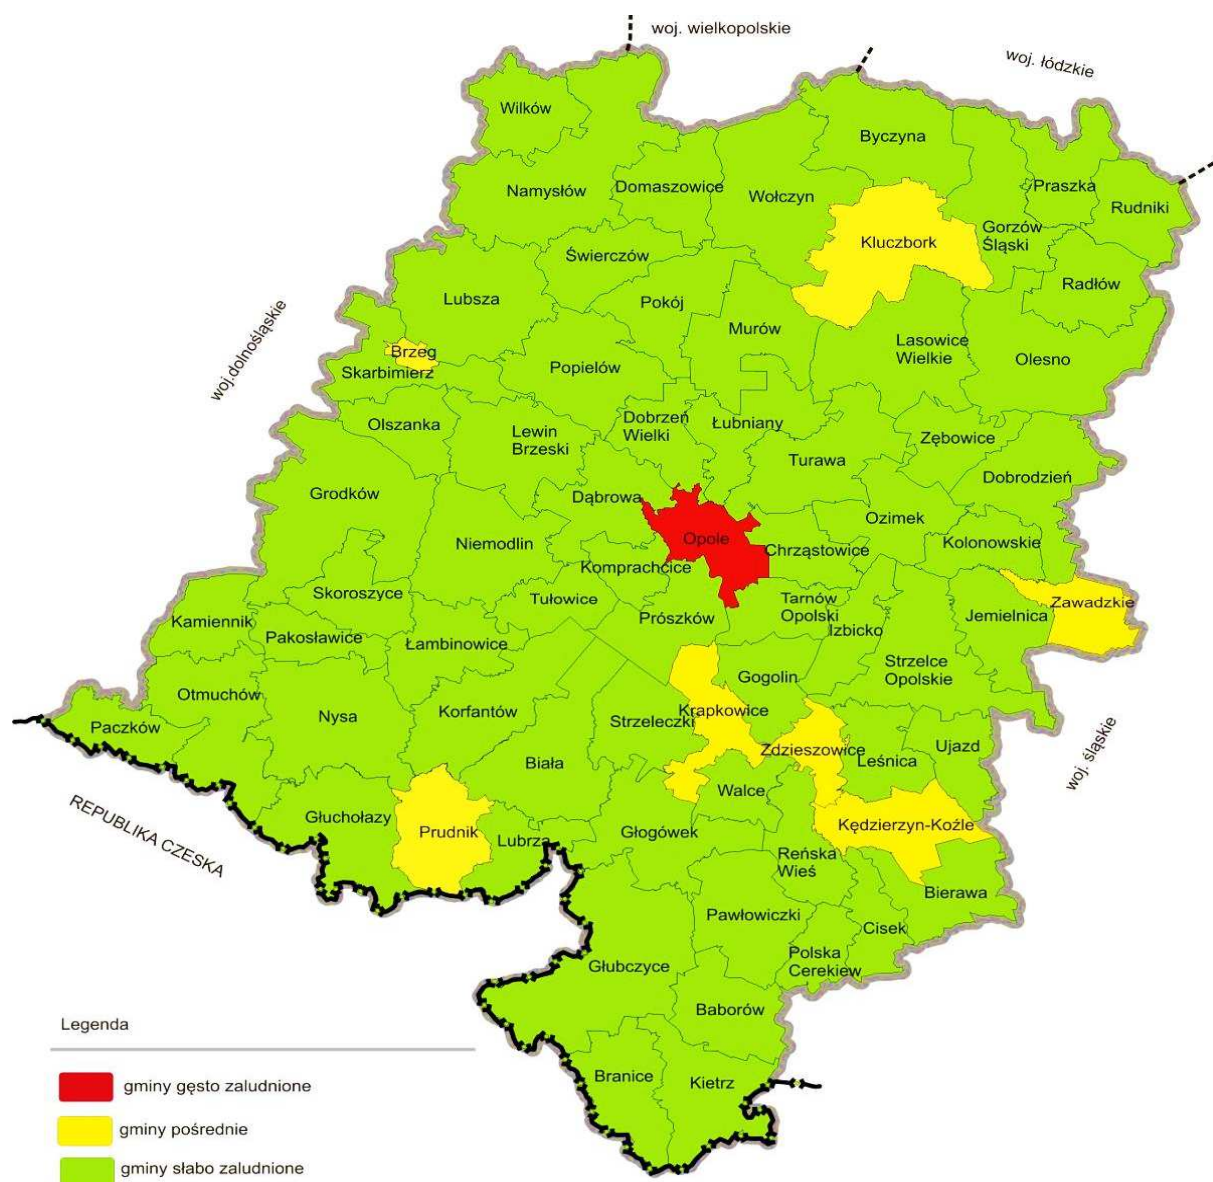 woj. wielkopolskie
woj. łódzkie
Wilków
Byczyna
Namysłów
Domaszowice
Wołczyn
Praszka
Rudniki
Kluczbork
Gorzów
Śląski
Świerczów
Lubsza
Pokój
Radłów
Murów
woj.dolnośląskie
Lasowice
Wielkie
Olesno
Brzeg
Skarbimierz
Popielów
Olszanka
Lewin
Brzeski
Dobrzeń
Wielki
Łubniany
Zębowice
Turawa
Dobrodzień
Grodków
Dąbrowa
Ozimek
Opole
Niemodlin
Chrząstowice
Kolonowskie
Komprachcice
Skoroszyce
Tułowice
Tarnów
Opolski
Zawadzkie
Kamiennik
Pakosławice
Łambinowice
Prószków
Izbicko
Jemielnica
Strzelce
Opolskie
Gogolin
Otmuchów
Nysa
Korfantów
Krapkowice
Strzeleczki
Paczków
Zdzieszowice
Leśnica
Ujazd
woj. śląskie
Biała
Walce
REPUBLIKA CZESKA
Głuchołazy
Prudnik
Lubrza
Głogówek
Kędzierzyn-Koźle
Reńska
Wieś
Bierawa
Pawłowiczki
Cisek
Polska
Cerekiew
Głubczyce
Baborów
Branice
Kietrz
Legenda
gminy gęsto zaludnione
gminy pośrednie
gminy słabo zaludnione